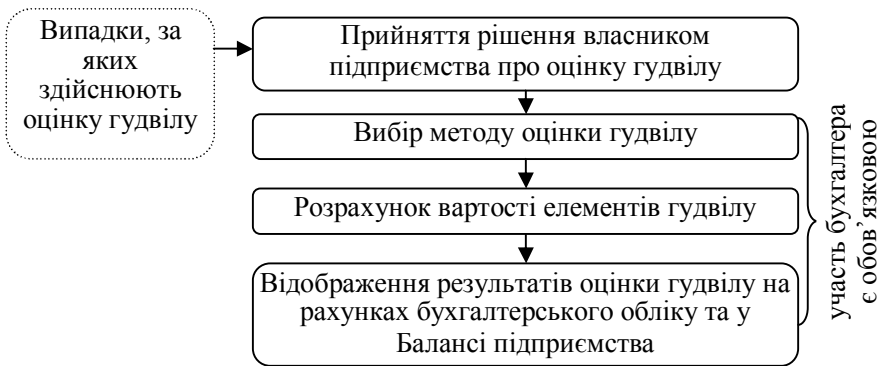 Випадки, за
яких
здійснюють
оцінку гудвілу
Прийняття рішення власником
підприємства про оцінку гудвілу
Вибір методу оцінки гудвілу
Розрахунок вартості елементів гудвілу
Відображення результатів оцінки гудвілу на
рахунках бухгалтерського обліку та у
Балансі підприємства
участь бухгалтера
є обов’язковою